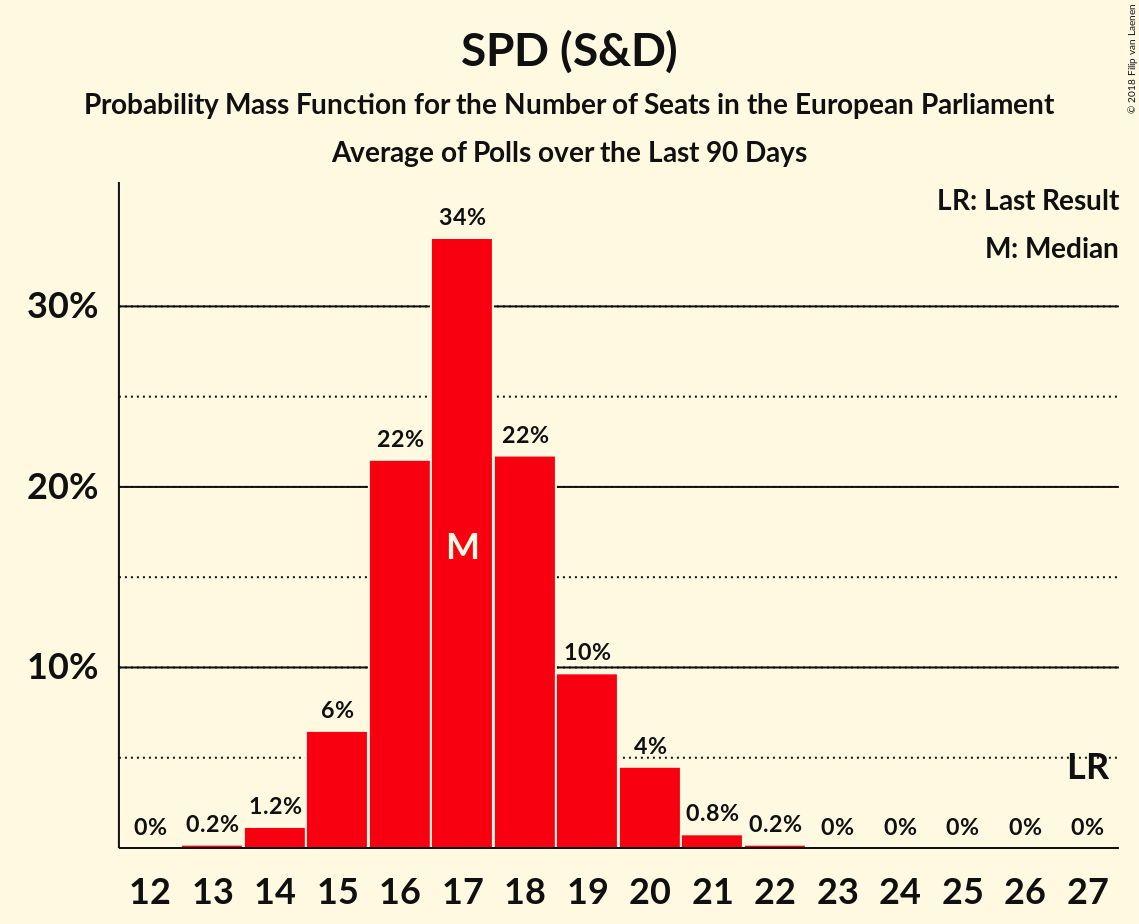 SPD (S&D)
Probability Mass Function for the Number of Seats in the European Parliament
Average of Polls over the Last 90 Days
© 2018 Filip van Laenen
LR: Last Result
M: Median
34%
30%
22%
22%
20%
M
10%
10%
6%
4%
LR
1.2%
0.8%
0% 0.2% 0.2% 0% 0% 0% 0% 0%
12 13 14 15 16 17 18 19 20 21 22 23 24 25 26 27